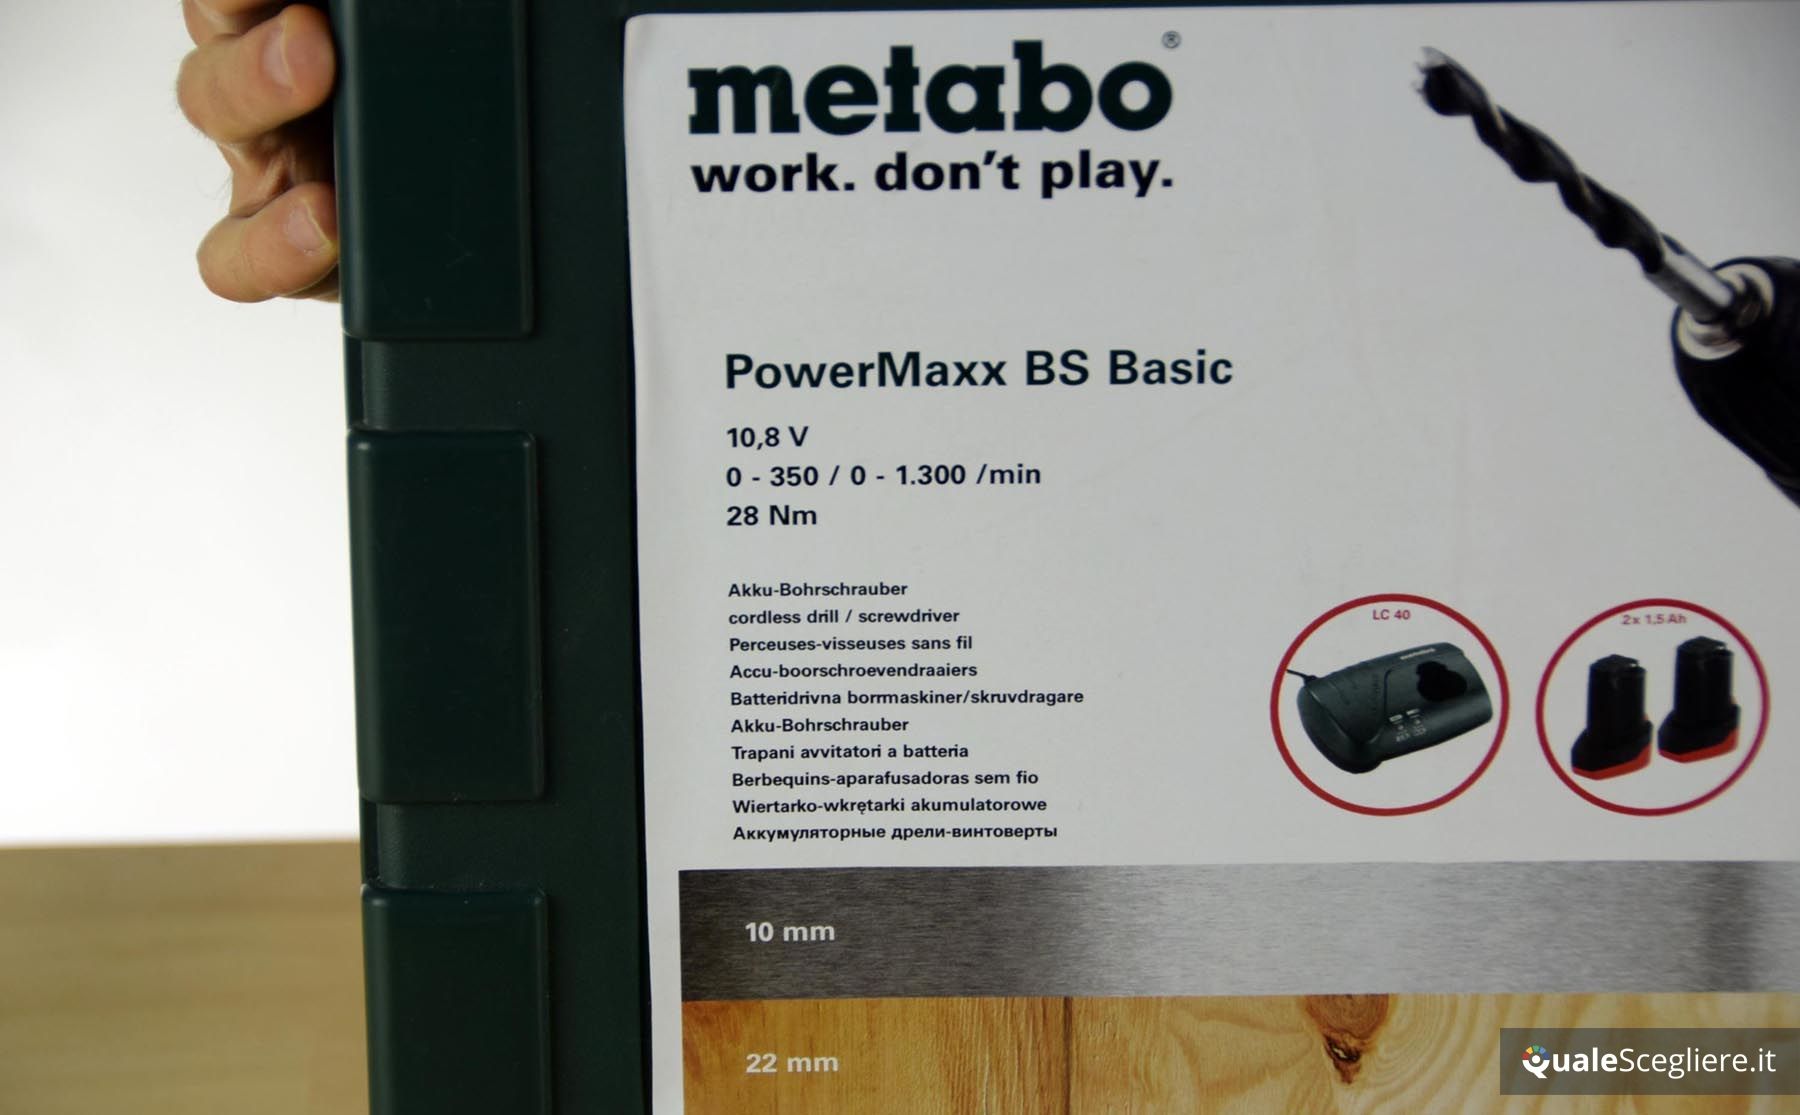 metabo®
work. don't play.
PowerMaxx BS Basic
10,8 V
0 - 350 / 0 - 1.300 /min
28 Nm
Akku-Bohrschrauber
cordless drill / screwdriver
Perceuses-visseuses sans fil
Accu-boorschroevendraaiers
Batteridrivna borrmaskiner/skruvdragare
Akku-Bohrschrauber
Trapani avvitatori a batteria
Berbequins-aparafusadoras sem fio
Wiertarko-wkrętarki akumulatorowe
Аккумуляторные дрели-винтоверты
LC 40
2x 1,5 Ah
10 mm
22 mm
QualeScegliere.it